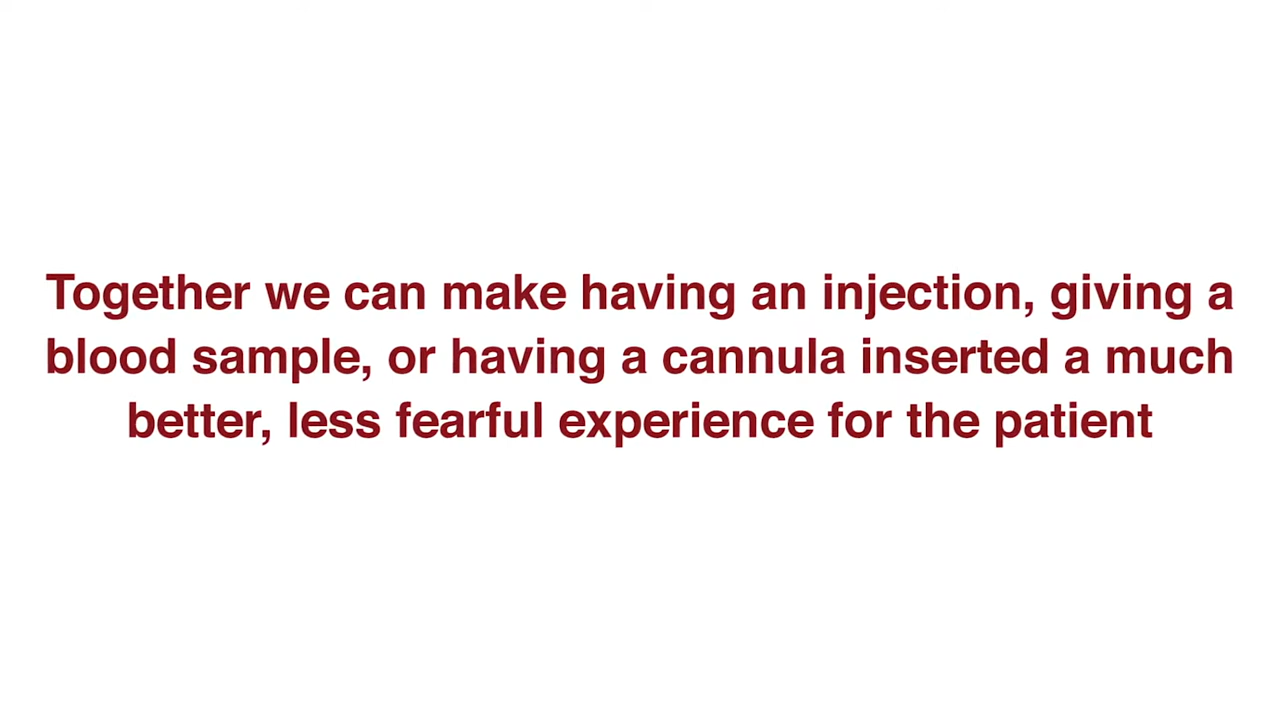 Together we can make having an injection, giving a
blood sample, or having a cannula inserted a much
better, less fearful experience for the patient